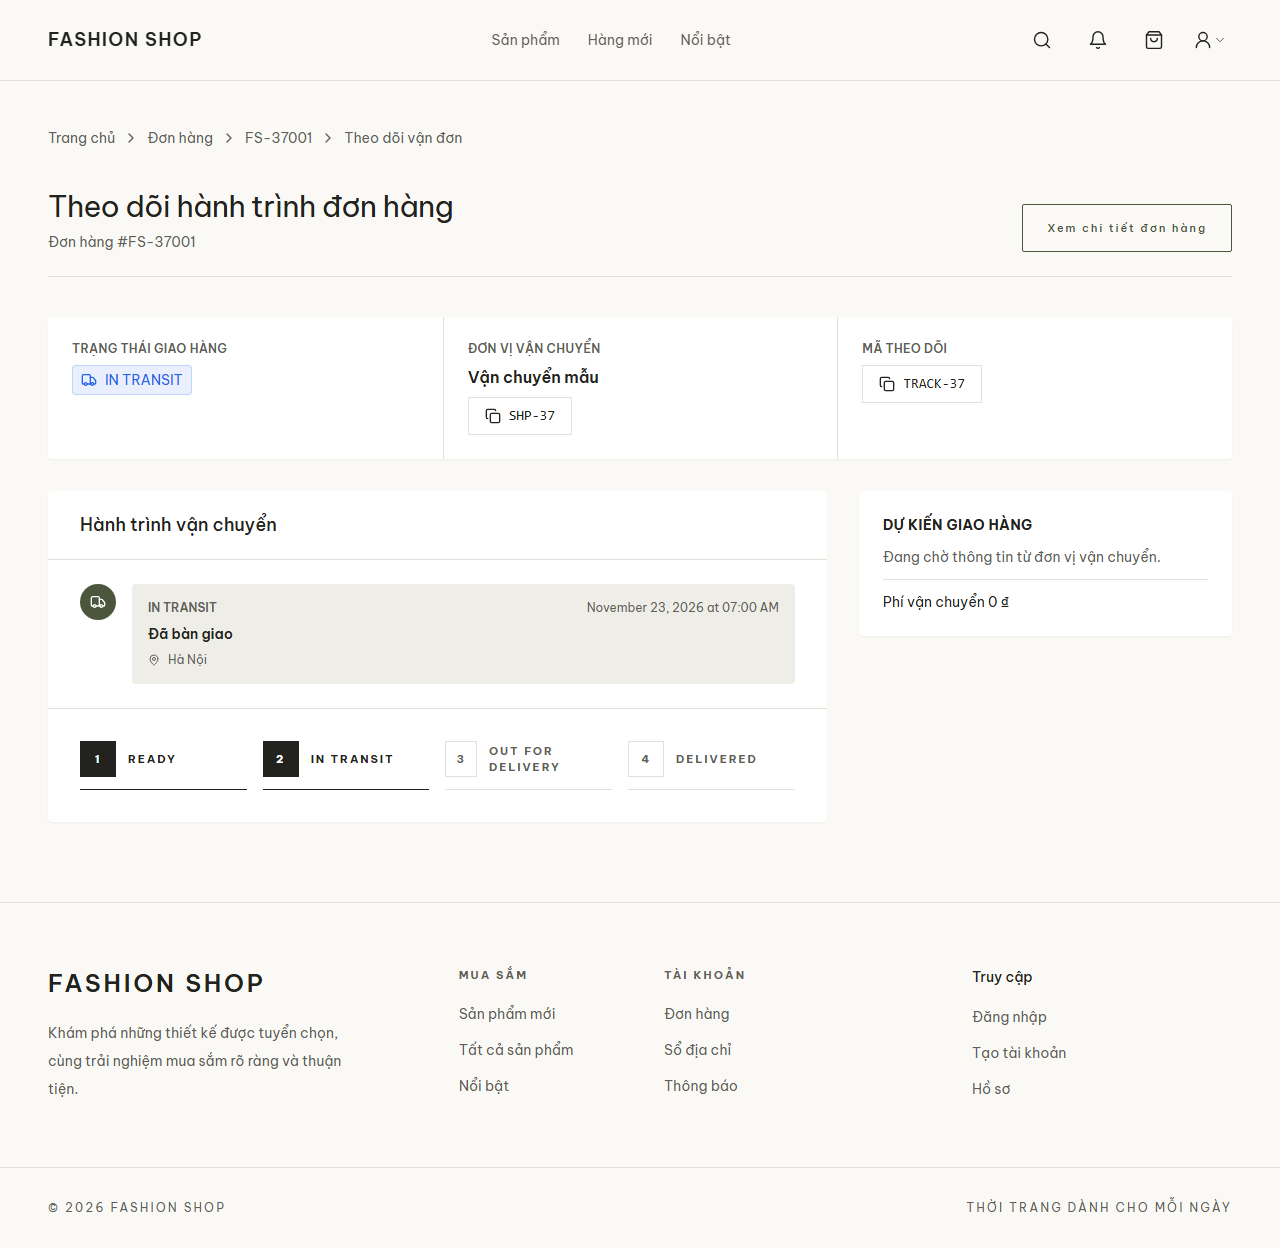 FASHION SHOP
Sản phẩm
Hàng mới
Nổi bật
Trang chủ
Đơn hàng
FS-37001
Theo dõi vận đơn
Theo dõi hành trình đơn hàng
Đơn hàng #FS-37001
Xem chi tiết đơn hàng
TRẠNG THÁI GIAO HÀNG
IN TRANSIT
ĐƠN VỊ VẬN CHUYỂN
Vận chuyển mẫu
SHP-37
MÃ THEO DÕI
TRACK-37
Hành trình vận chuyển
IN TRANSIT
November 23, 2026 at 07:00 AM
Đã bàn giao
Hà Nội
1 READY
2 IN TRANSIT
3 OUT FOR
DELIVERY
4 DELIVERED
DỰ KIẾN GIAO HÀNG
Đang chờ thông tin từ đơn vị vận chuyển.
Phí vận chuyển 0 ₫
FASHION SHOP
Khám phá những thiết kế được tuyển chọn,
cùng trải nghiệm mua sắm rõ ràng và thuận
tiện.
MUA SẮM
Sản phẩm mới
Tất cả sản phẩm
Nổi bật
TÀI KHOẢN
Đơn hàng
Sổ địa chỉ
Thông báo
Truy cập
Đăng nhập
Tạo tài khoản
Hồ sơ
© 2026 FASHION SHOP
THỜI TRANG DÀNH CHO MỖI NGÀY